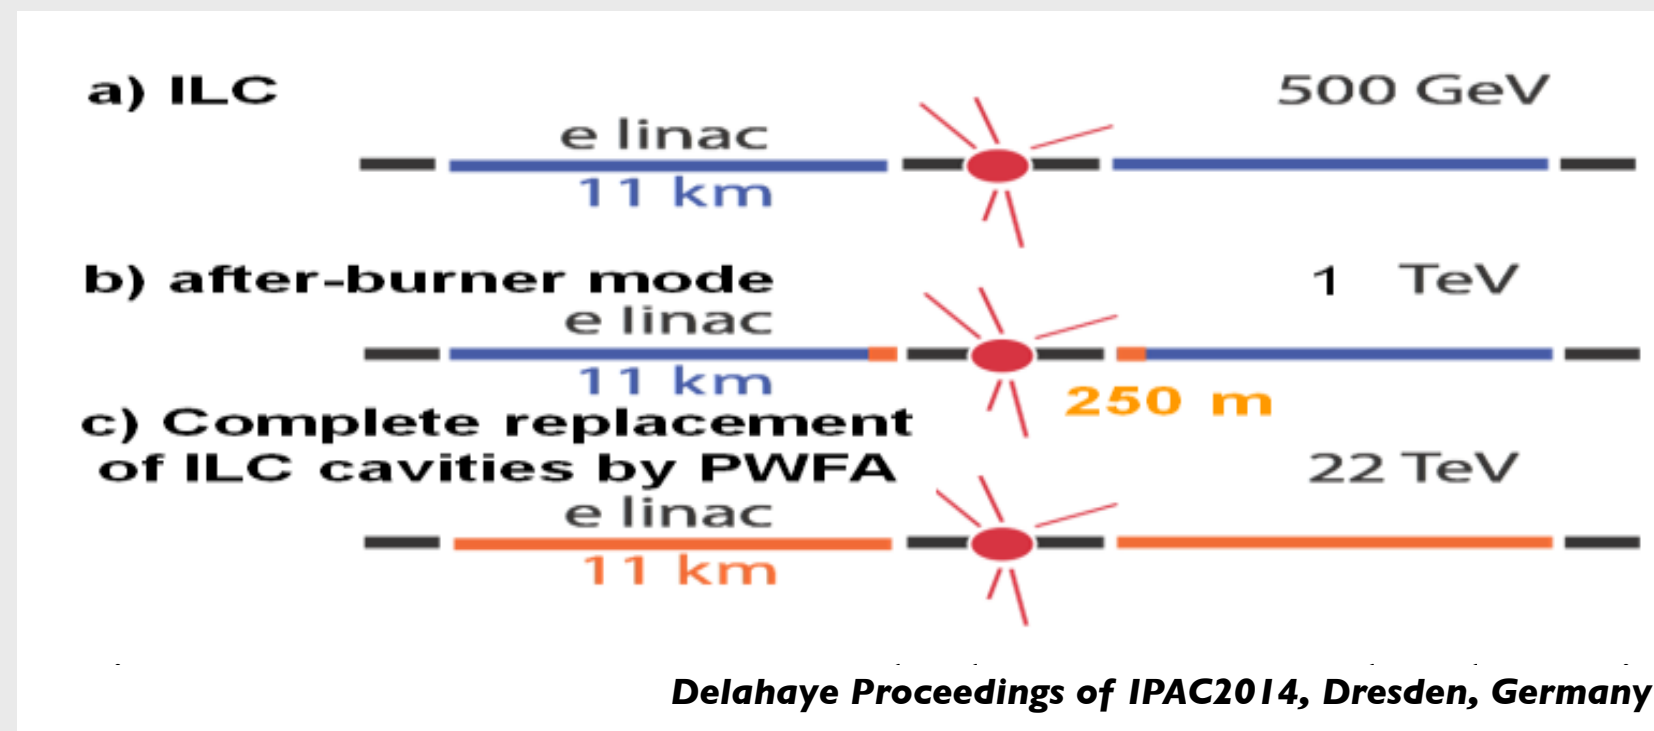 a) ILC
500 GeV
e linac
11 km
b) after-burner mode
1 TeV
e linac
11 km
250 m
c) Complete replacement
of ILC cavities by PWFA
22 TeV
e linac
11 km
Delahaye Proceedings of IPAC2014, Dresden, Germany